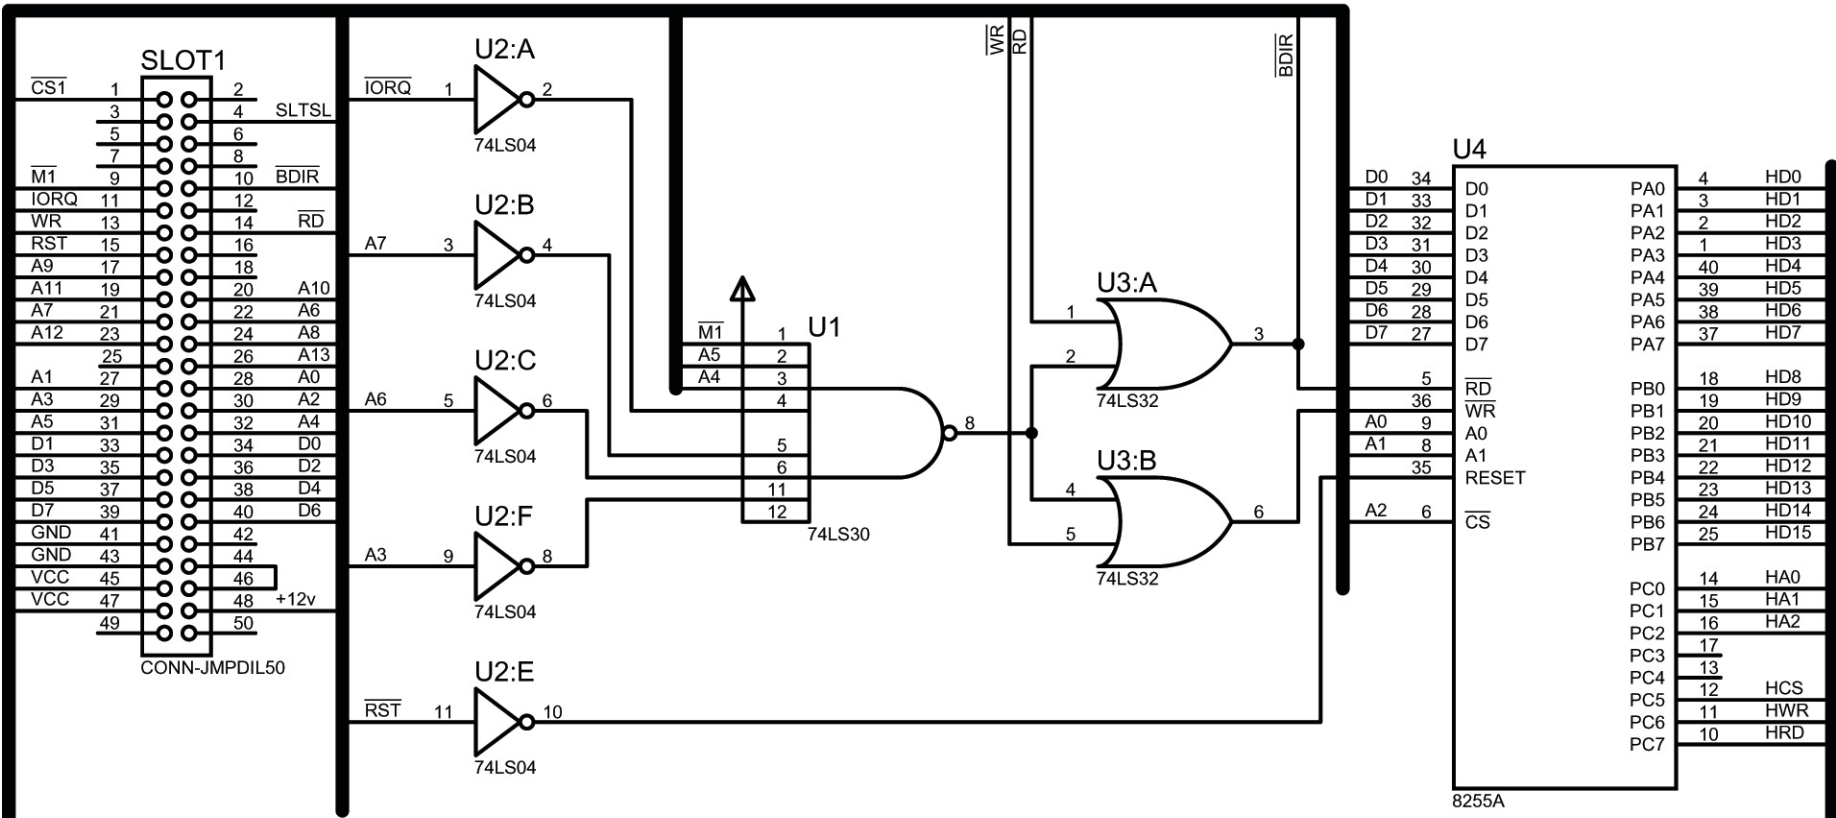 SLOT1
C̅S̅1̅ 1 2
3 4 SLTSL
5 6
7 8
M̅1̅ 9 10 B̅D̅I̅R̅
IORQ 11 12
WR 13 14 R̅D̅
RST 15 16
A9 17 18
A11 19 20 A10
A7 21 22 A6
A12 23 24 A8
25 26 A13
A1 27 28 A0
A3 29 30 A2
A5 31 32 A4
D1 33 34 D0
D3 35 36 D2
D5 37 38 D4
D7 39 40 D6
GND 41 42
GND 43 44
VCC 45 46
VCC 47 48 +12v
49 50
CONN-JMPDIL50
U2:A
I̅O̅R̅Q̅ 1 2
74LS04
U2:B
A7 3 4
74LS04
U2:C
A6 5 6
74LS04
U2:F
A3 9 8
74LS04
U2:E
R̅S̅T̅ 11 10
74LS04
U1
M̅1̅ 1
A5 2
A4 3
4
5
6
11
12
8
74LS30
W̅R̅
RD
B̅D̅I̅R̅
U3:A
1
2
3
74LS32
U3:B
4
5
6
74LS32
U4
D0 34 D0 PA0 4 HD0
D1 33 D1 PA1 3 HD1
D2 32 D2 PA2 2 HD2
D3 31 D3 PA3 1 HD3
D4 30 D4 PA4 40 HD4
D5 29 D5 PA5 39 HD5
D6 28 D6 PA6 38 HD6
D7 27 D7 PA7 37 HD7
5 R̅D̅ PB0 18 HD8
36 W̅R̅ PB1 19 HD9
A0 9 A0 PB2 20 HD10
A1 8 A1 PB3 21 HD11
35 RESET PB4 22 HD12
PB5 23 HD13
A2 6 C̅S̅ PB6 24 HD14
PB7 25 HD15
PC0 14 HA0
PC1 15 HA1
PC2 16 HA2
PC3 17
PC4 13
PC5 12 HCS
PC6 11 HWR
PC7 10 HRD
8255A